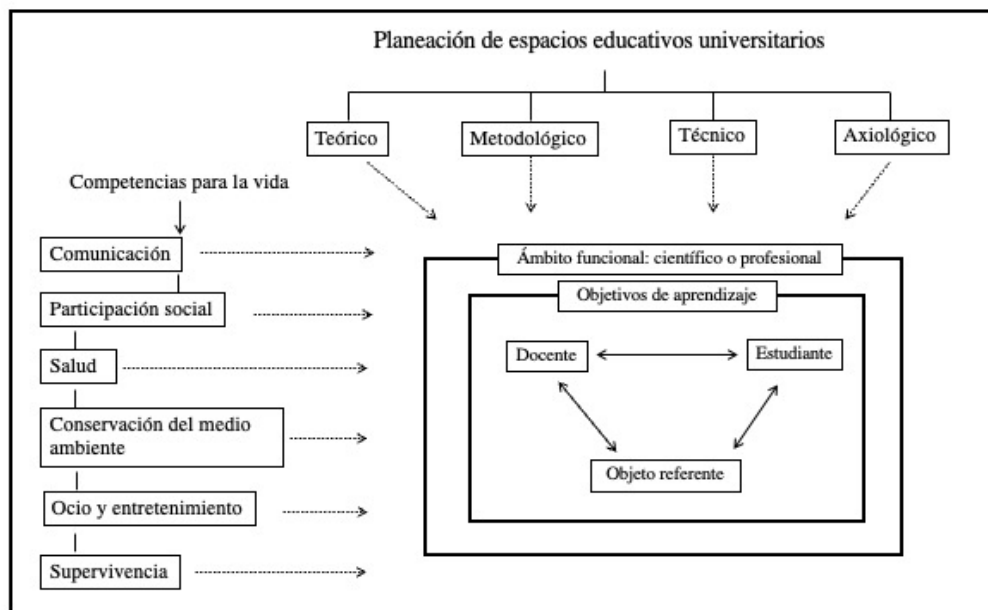 Planeación de espacios educativos universitarios
Teórico
Metodológico
Técnico
Axiológico
Competencias para la vida
Comunicación
Participación social
Salud
Conservación del medio
ambiente
Ocio y entretenimiento
Supervivencia
Ámbito funcional: científico o profesional
Objetivos de aprendizaje
Docente
Estudiante
Objeto referente